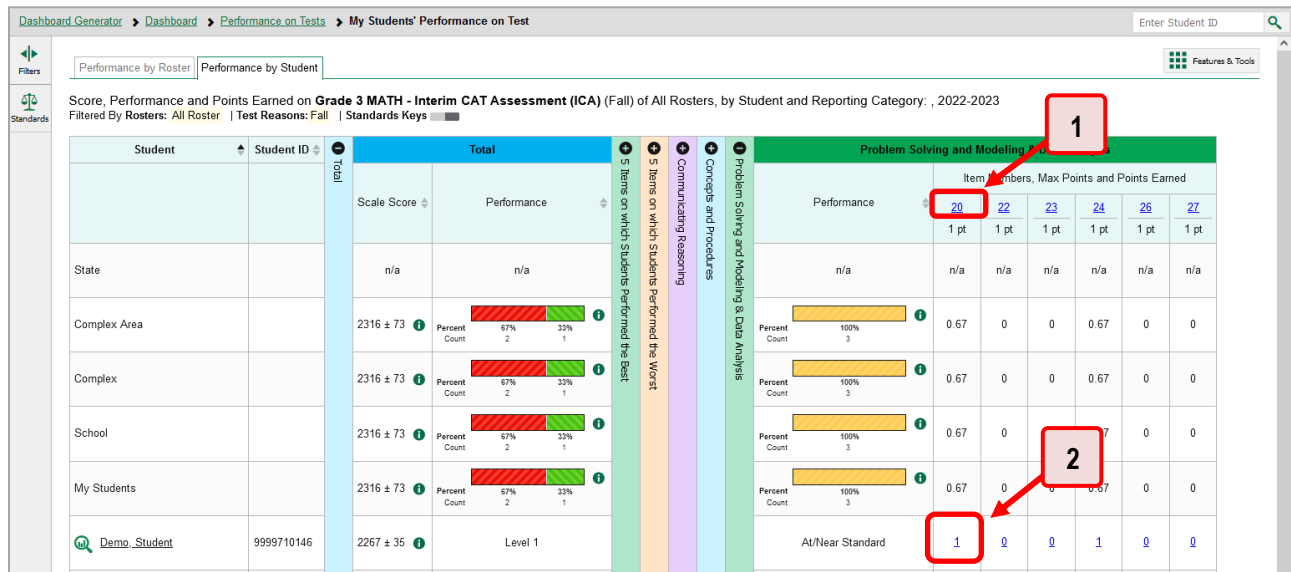 Dashboard Generator > Dashboard > Performance on Tests > My Students' Performance on Test
Enter Student ID
Filters
Standards
Performance by Roster
Performance by Student
Features & Tools
Score, Performance and Points Earned on Grade 3 MATH - Interim CAT Assessment (ICA) (Fall) of All Rosters, by Student and Reporting Category: , 2022-2023
Filtered By Rosters: All Roster | Test Reasons: Fall | Standards Keys
1
Student
Student ID
Total
Total
5 Items on which Students Performed the Best
5 Items on which Students Performed the Worst
Communicating Reasoning
Concepts and Procedures
Problem Solving and Modeling & Data Analysis
Problem Solving and Modeling &
Scale Score
Performance
Performance
Item Numbers, Max Points and Points Earned
20 22 23 24 26 27
1 pt 1 pt 1 pt 1 pt 1 pt 1 pt
State n/a n/a n/a n/a n/a n/a n/a n/a n/a
Complex Area 2316 ± 73 Percent 67% 33% Count 2 1 Percent 100% Count 3 0.67 0 0 0.67 0 0
Complex 2316 ± 73 Percent 67% 33% Count 2 1 Percent 100% Count 3 0.67 0 0 0.67 0 0
School 2316 ± 73 Percent 67% 33% Count 2 1 Percent 100% Count 3 0.67 0 7 0 0
2
My Students 2316 ± 73 Percent 67% 33% Count 2 1 Percent 100% Count 3 0.67 0 0 0.67 0 0
Demo, Student 9999710146 2267 ± 35 Level 1 At/Near Standard 1 0 0 1 0 0